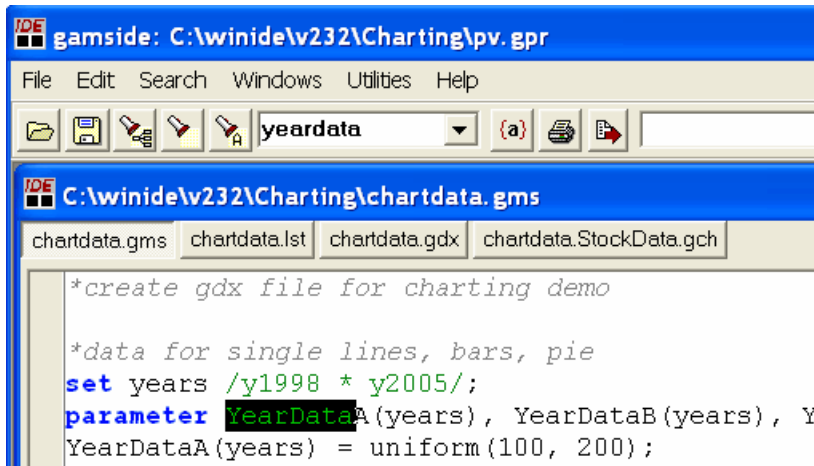 IDE gamside: C:\winide\v232\Charting\pv.gpr
File Edit Search Windows Utilities Help
A yeardata {a}
IDE C:\winide\v232\Charting\chartdata.gms
chartdata.gms chartdata.lst chartdata.gdx chartdata.StockData.gch
*create gdx file for charting demo
*data for single lines, bars, pie
set years /y1998 * y2005/;
parameter YearDataA(years), YearDataB(years), Y
YearDataA(years) = uniform(100, 200);